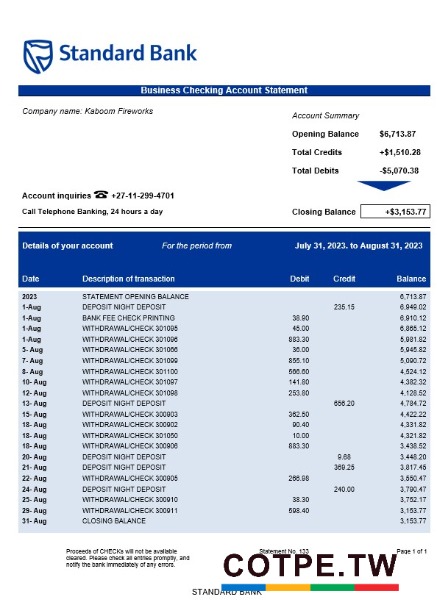 Standard Bank
Business Checking Account Statement
Company name: Kaboom Fireworks
Account Summary
Opening Balance $6,713.87
Total Credits +$1,510.28
Total Debits -$5,070.38
Account inquiries ☎ +27-11-299-4701
Call Telephone Banking, 24 hours a day
Closing Balance +$3,153.77
Details of your account For the period from July 31, 2023. to August 31, 2023
Date Description of transaction Debit Credit Balance
2023 STATEMENT OPENING BALANCE 6,713.87
1-Aug DEPOSIT NIGHT DEPOSIT 235.15 6,949.02
1-Aug BANK FEE CHECK PRINTING 38.90 6,910.12
1-Aug WITHDRAWAL/CHECK 301095 45.00 6,865.12
1-Aug WITHDRAWAL/CHECK 301096 883.30 5,981.82
5- Aug WITHDRAWAL/CHECK 301066 36.00 5,945.82
7- Aug WITHDRAWAL/CHECK 301099 855.10 5,090.72
8- Aug WITHDRAWAL/CHECK 301100 566.60 4,524.12
10- Aug WITHDRAWAL/CHECK 301097 141.80 4,382.32
12- Aug WITHDRAWAL/CHECK 301098 253.80 4,128.52
13- Aug DEPOSIT NIGHT DEPOSIT 656.20 4,784.72
15- Aug WITHDRAWAL/CHECK 300903 362.50 4,422.22
18- Aug WITHDRAWAL/CHECK 300902 90.40 4,331.82
18- Aug WITHDRAWAL/CHECK 301050 10.00 4,321.82
18- Aug WITHDRAWAL/CHECK 300906 883.30 3,438.52
20- Aug DEPOSIT NIGHT DEPOSIT 9.68 3,448.20
21- Aug DEPOSIT NIGHT DEPOSIT 369.25 3,817.45
22- Aug WITHDRAWAL/CHECK 300905 266.98 3,550.47
24- Aug DEPOSIT NIGHT DEPOSIT 240.00 3,790.47
25- Aug WITHDRAWAL/CHECK 300910 38.30 3,752.17
29- Aug WITHDRAWAL/CHECK 300911 598.40 3,153.77
31- Aug CLOSING BALANCE 3,153.77
Proceeds of CHECKs will not be available
cleared. Please check all entries promptly, and
notify the bank immediately of any errors.
Statement No. 133
Page 1 of 1
COTPE.TW
STANDARD BANK